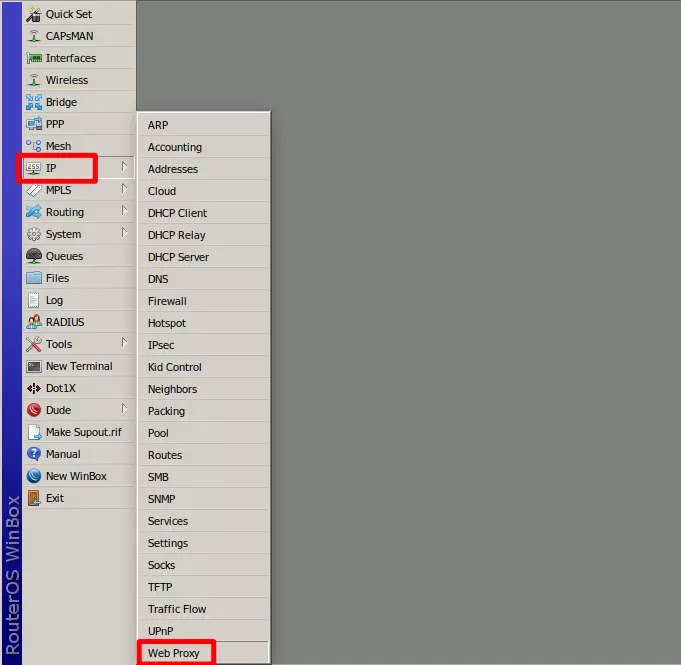 Quick Set
CAPsMAN
Interfaces
Wireless
Bridge
PPP
Mesh
255
IP
MPLS
Routing
System
Queues
Files
Log
RADIUS
Tools
New Terminal
Dot1X
Dude
Make Supout.rif
Manual
New WinBox
Exit
RouterOS WinBox
ARP
Accounting
Addresses
Cloud
DHCP Client
DHCP Relay
DHCP Server
DNS
Firewall
Hotspot
IPsec
Kid Control
Neighbors
Packing
Pool
Routes
SMB
SNMP
Services
Settings
Socks
TFTP
Traffic Flow
UPnP
Web Proxy